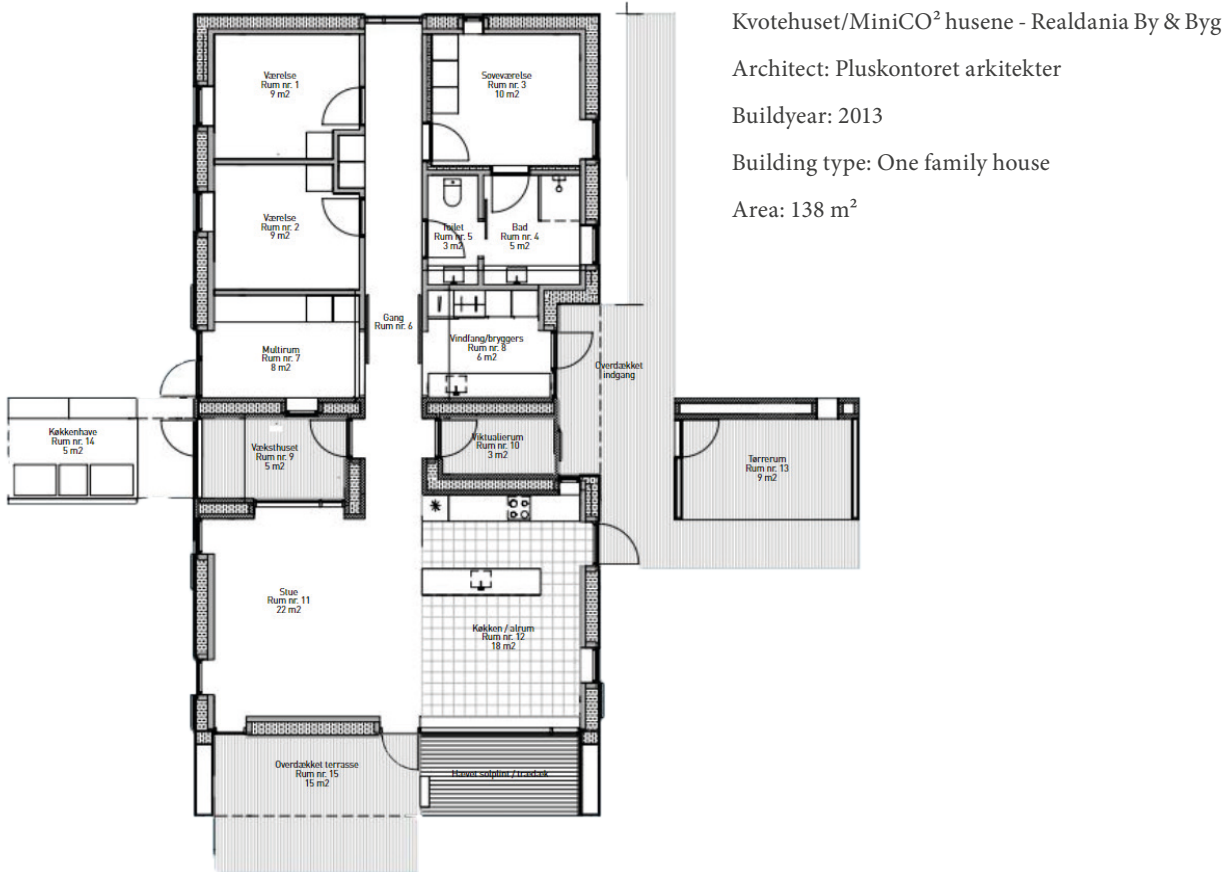 Kvotehuset/MiniCO² husene - Realdania By & Byg
Architect: Pluskontoret arkitekter
Buildyear: 2013
Building type: One family house
Area: 138 m²
Værelse
Rum nr. 1
9 m2
Soveværelse
Rum nr. 3
10 m2
Værelse
Rum nr. 2
9 m2
Toilet
Rum nr. 5
3 m2
Bad
Rum nr. 4
5 m2
Gang
Rum nr. 6
Multirum
Rum nr. 7
8 m2
Vindfang/bryggers
Rum nr. 8
6 m2
Overdækket
indgang
Køkkenhave
Rum nr. 14
5 m2
Væksthuset
Rum nr. 9
5 m2
Viktualierum
Rum nr. 10
3 m2
Tørrerum
Rum nr. 13
9 m2
Stue
Rum nr. 11
22 m2
Køkken / alrum
Rum nr. 12
18 m2
Overdækket terrasse
Rum nr. 15
15 m2
Hævet solplint / trædæk